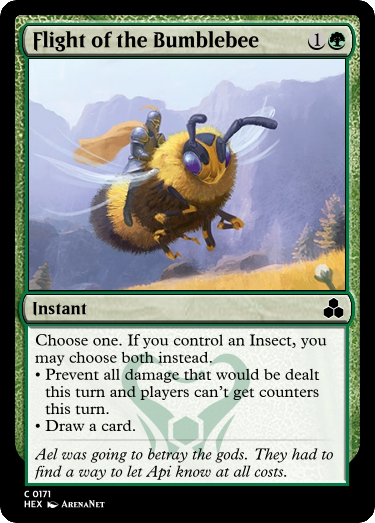 Flight of the Bumblebee 1
Instant
Choose one. If you control an Insect, you
may choose both instead.
• Prevent all damage that would be dealt
this turn and players can't get counters
this turn.
• Draw a card.
Ael was going to betray the gods. They had to
find a way to let Api know at all costs.
C 0171
HEX ArenaNet